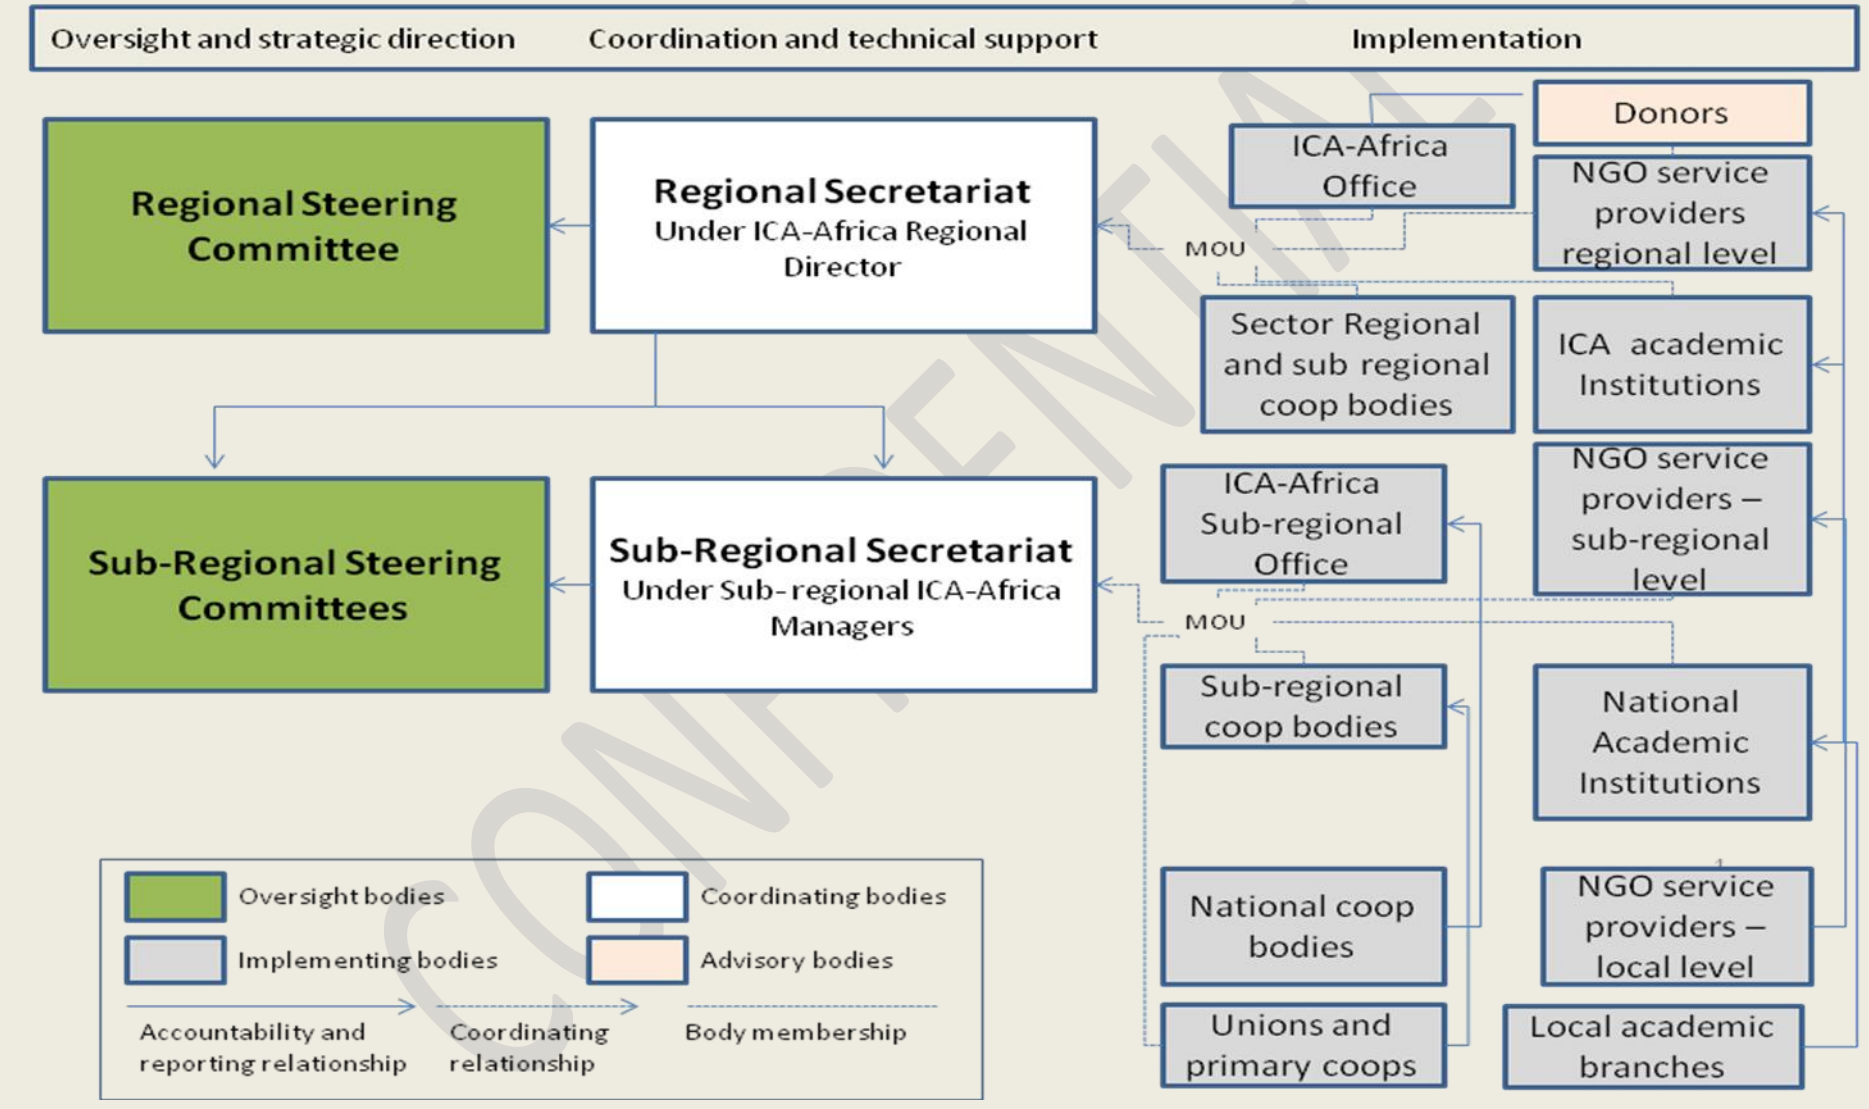 Oversight and strategic direction
Coordination and technical support
Implementation
Regional Steering
Committee
Regional Secretariat
Under ICA-Africa Regional
Director
ICA-Africa
Office
Donors
NGO service
providers
regional level
MOU
Sector Regional
and sub regional
coop bodies
ICA academic
Institutions
Sub-Regional Steering
Committees
Sub-Regional Secretariat
Under Sub- regional ICA-Africa
Managers
ICA-Africa
Sub-regional
Office
NGO service
providers –
sub-regional
level
MOU
Sub-regional
coop bodies
National
Academic
Institutions
National coop
bodies
1
NGO service
providers –
local level
Unions and
primary coops
Local academic
branches
Oversight bodies
Coordinating bodies
Implementing bodies
Advisory bodies
Accountability and
reporting relationship
Coordinating
relationship
Body membership
CONFIDENTIAL